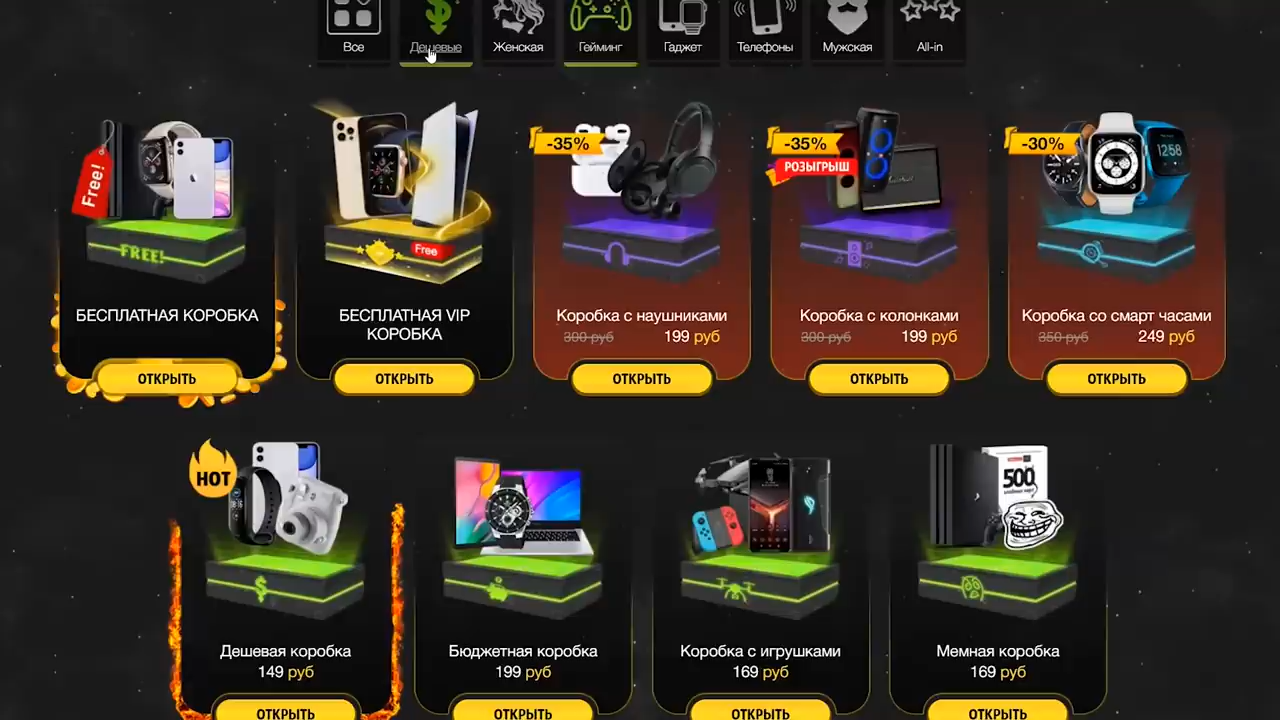 Все
Дешевые
Женская
Гейминг
Гаджет
Телефоны
Мужская
All-in
Free!
FREE!
БЕСПЛАТНАЯ КОРОБКА
ОТКРЫТЬ
Free
БЕСПЛАТНАЯ VIP
КОРОБКА
ОТКРЫТЬ
-35%
Коробка с наушниками
300 руб 199 руб
ОТКРЫТЬ
-35%
РОЗЫГРЫШ
Marshall
Коробка с колонками
300 руб 199 руб
ОТКРЫТЬ
-30%
12:58
Коробка со смарт часами
350 руб 249 руб
ОТКРЫТЬ
HOT
Дешевая коробка
149 руб
ОТКРЫТЬ
Бюджетная коробка
199 руб
ОТКРЫТЬ
Коробка с игрушками
169 руб
ОТКРЫТЬ
500
Мемная коробка
169 руб
ОТКРЫТЬ